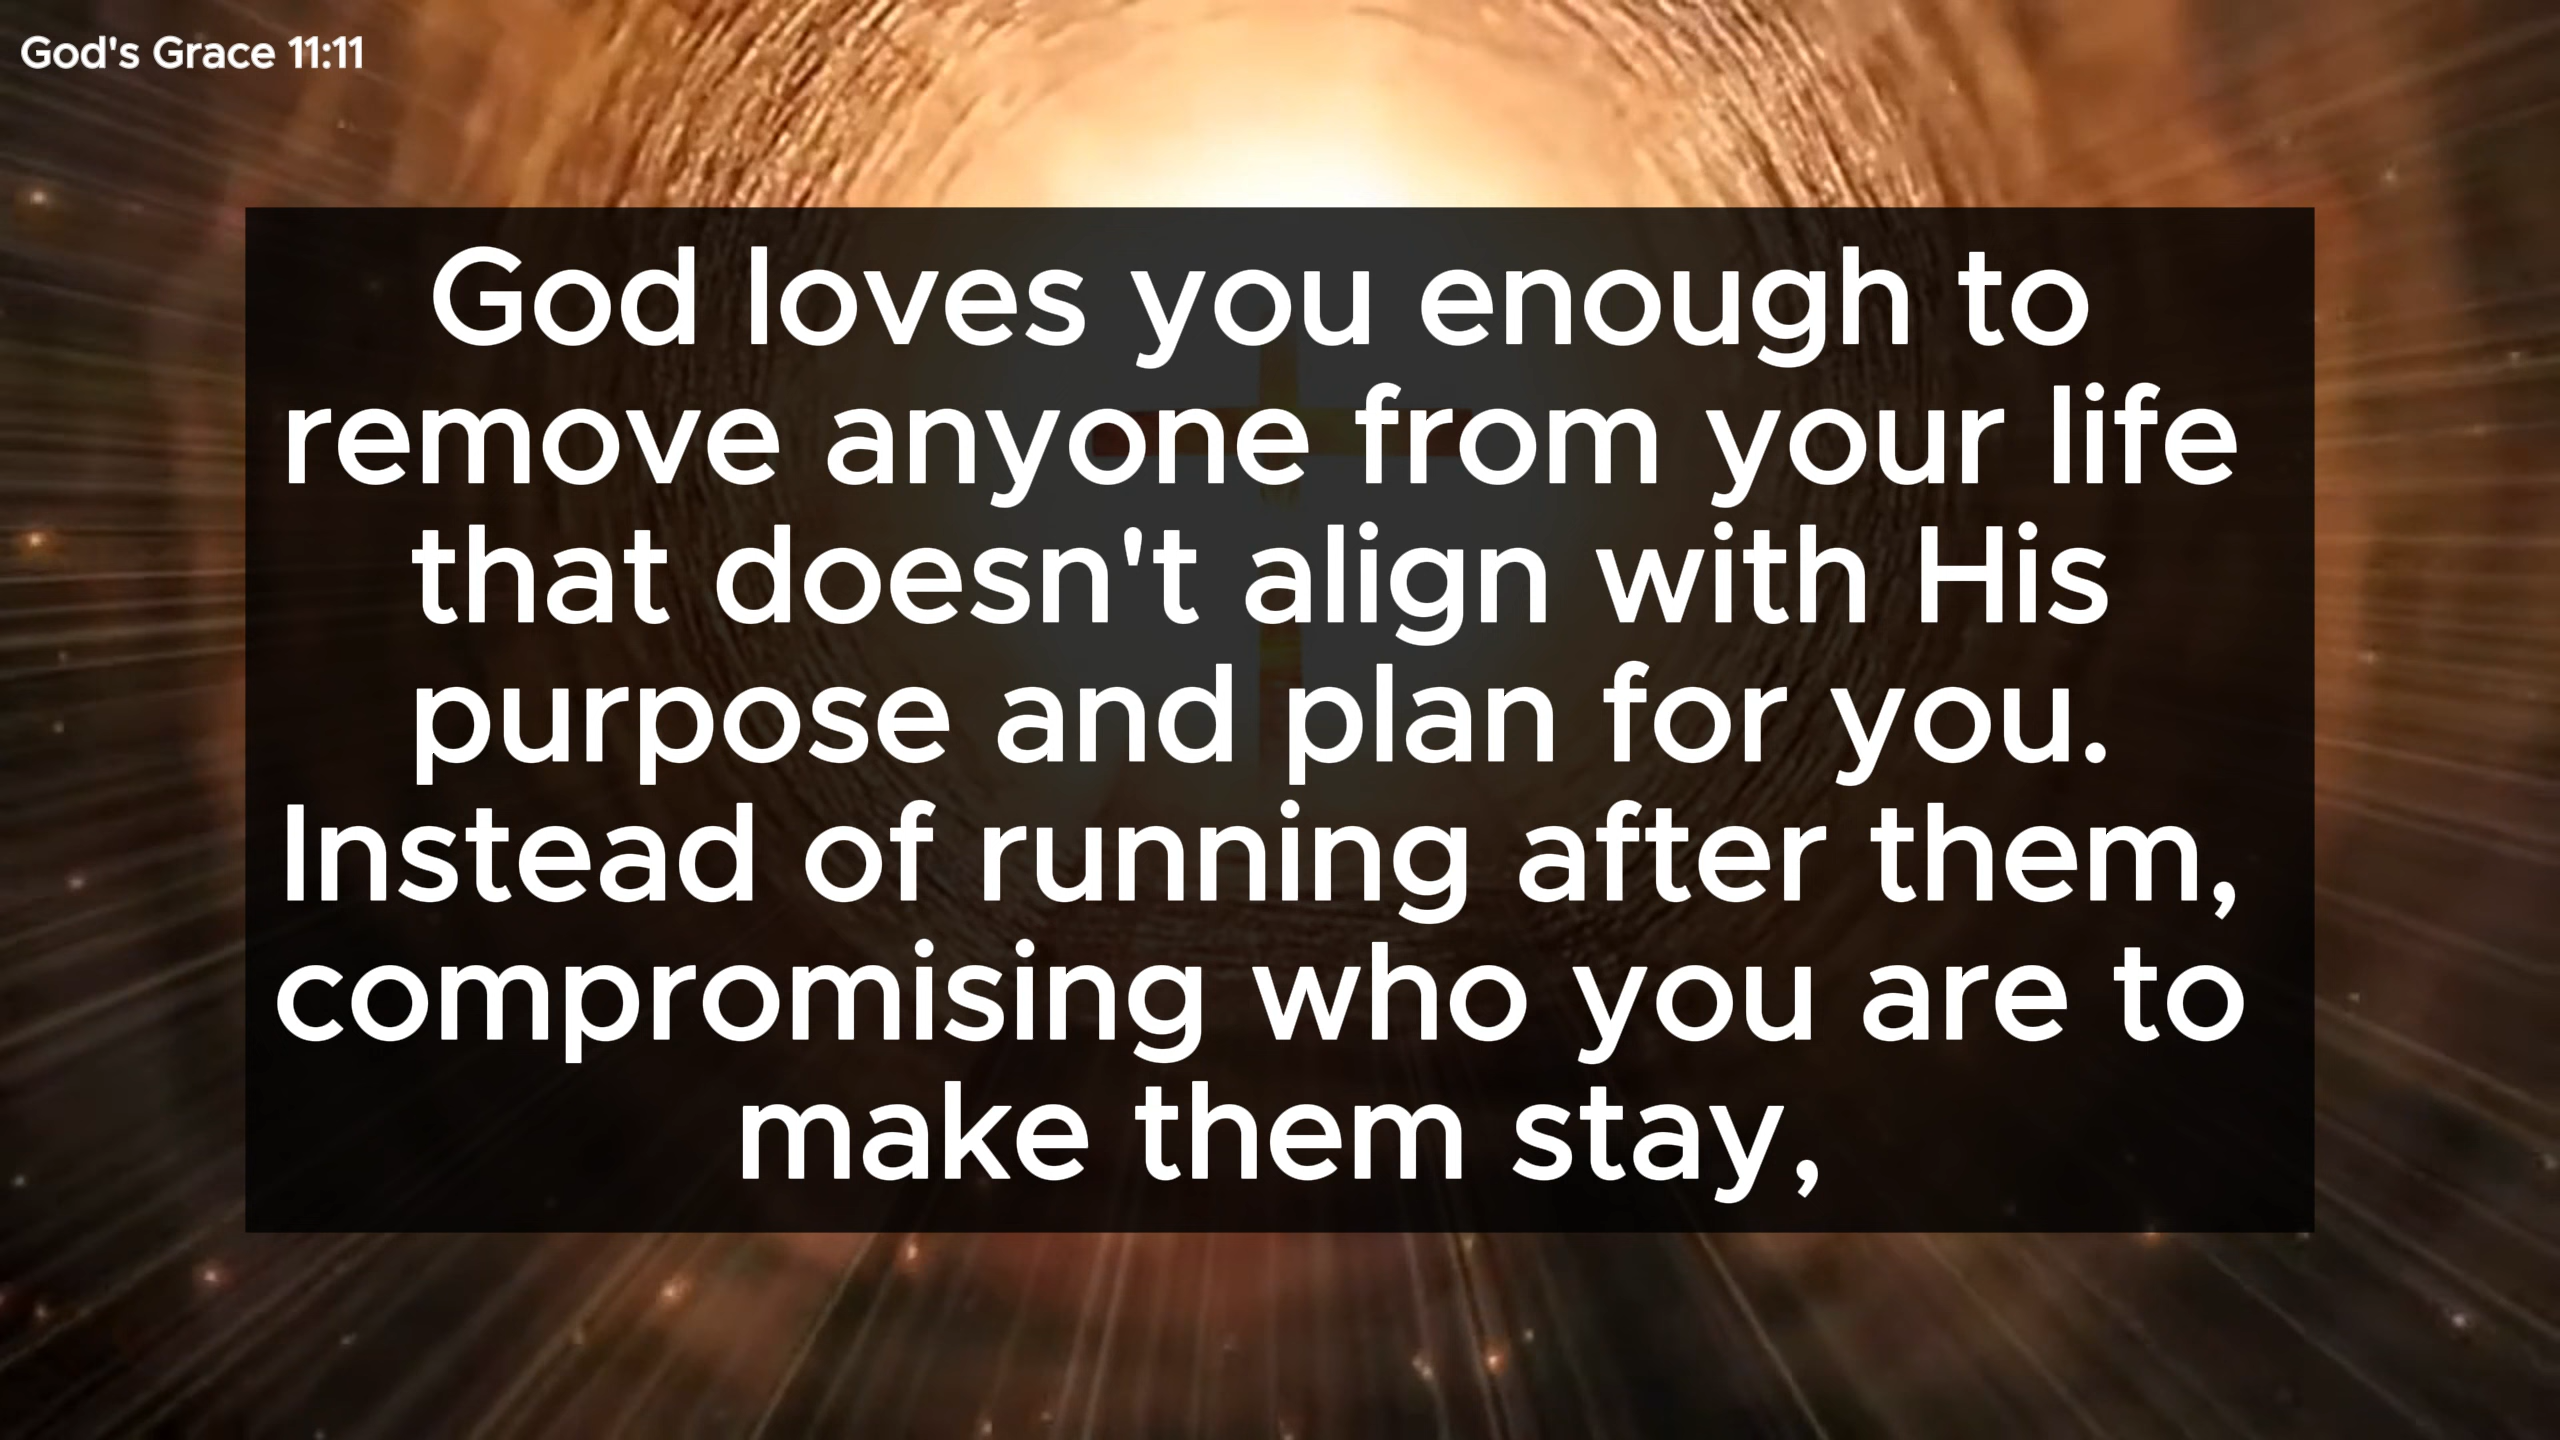 God's Grace 11:11
God loves you enough to
remove anyone from your life
that doesn't align with His
purpose and plan for you.
Instead of running after them,
compromising who you are to
make them stay,